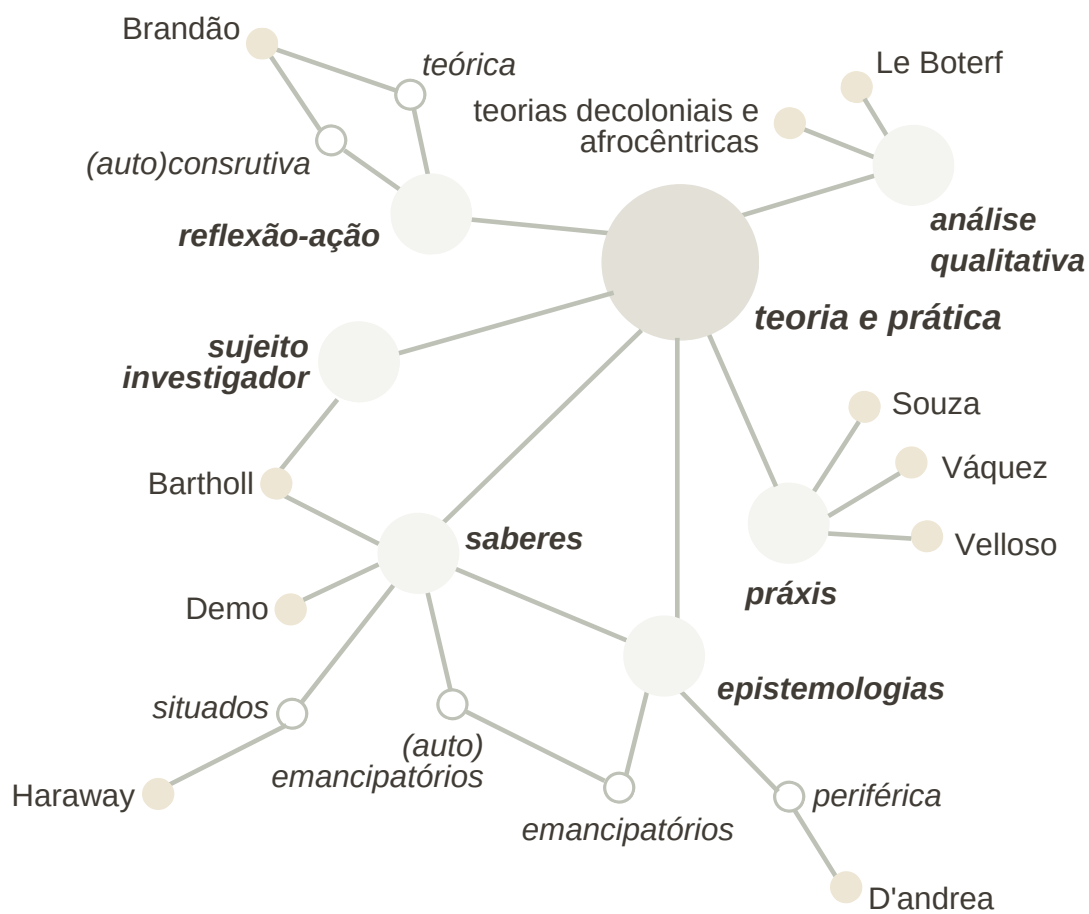 Brandão
teórica
(auto)consrutiva
reflexão-ação
Le Boterf
teorias decoloniais e
afrocêntricas
análise
qualitativa
teoria e prática
sujeito
investigador
Souza
Váquez
Velloso
práxis
Bartholl
saberes
Demo
epistemologias
situados
(auto)
emancipatórios
Haraway
emancipatórios
periférica
D'andrea